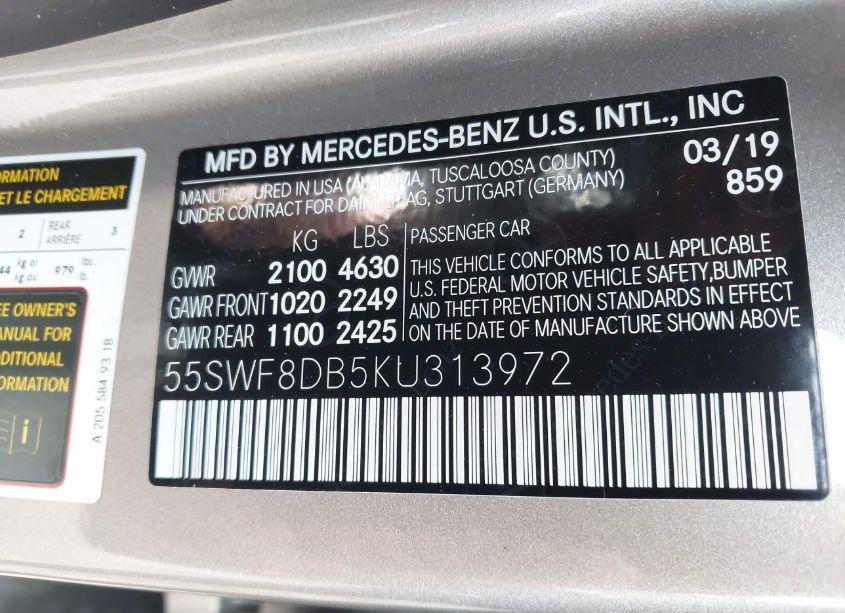 ORMATION
ET LE CHARGEMENT
2 REAR ARRIÈRE 3
44 kg or kg ou 979 lbs. lb.
EE OWNER'S
ANUAL FOR
DDITIONAL
FORMATION
A 205 584 93 18
MFD BY MERCEDES-BENZ U.S. INTL., INC
MANUFACTURED IN USA (ALABAMA, TUSCALOOSA COUNTY) 03/19
UNDER CONTRACT FOR DAIMLER AG, STUTTGART (GERMANY) 859
KG LBS PASSENGER CAR
GVWR 2100 4630
GAWR FRONT 1020 2249
GAWR REAR 1100 2425
THIS VEHICLE CONFORMS TO ALL APPLICABLE
U.S. FEDERAL MOTOR VEHICLE SAFETY,BUMPER
AND THEFT PREVENTION STANDARDS IN EFFECT
ON THE DATE OF MANUFACTURE SHOWN ABOVE
55SWF8DB5KU313972